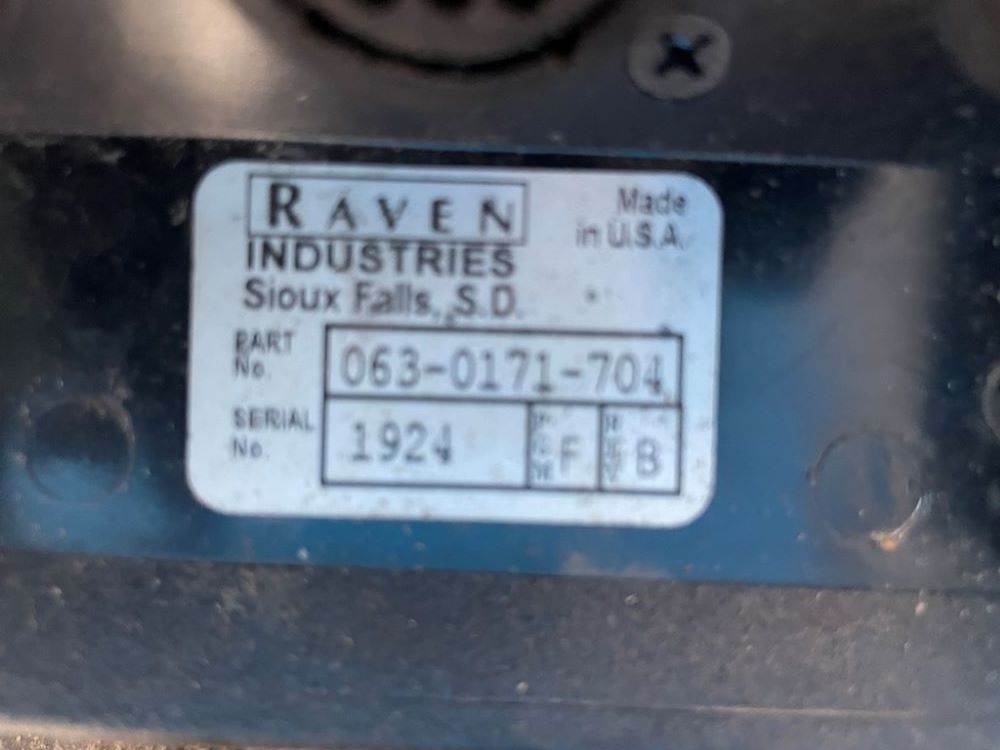 RAVEN
INDUSTRIES
Sioux Falls, S.D.
Made
in U.S.A.
PART
No.
063-0171-704
SERIAL
No.
1924
F
B